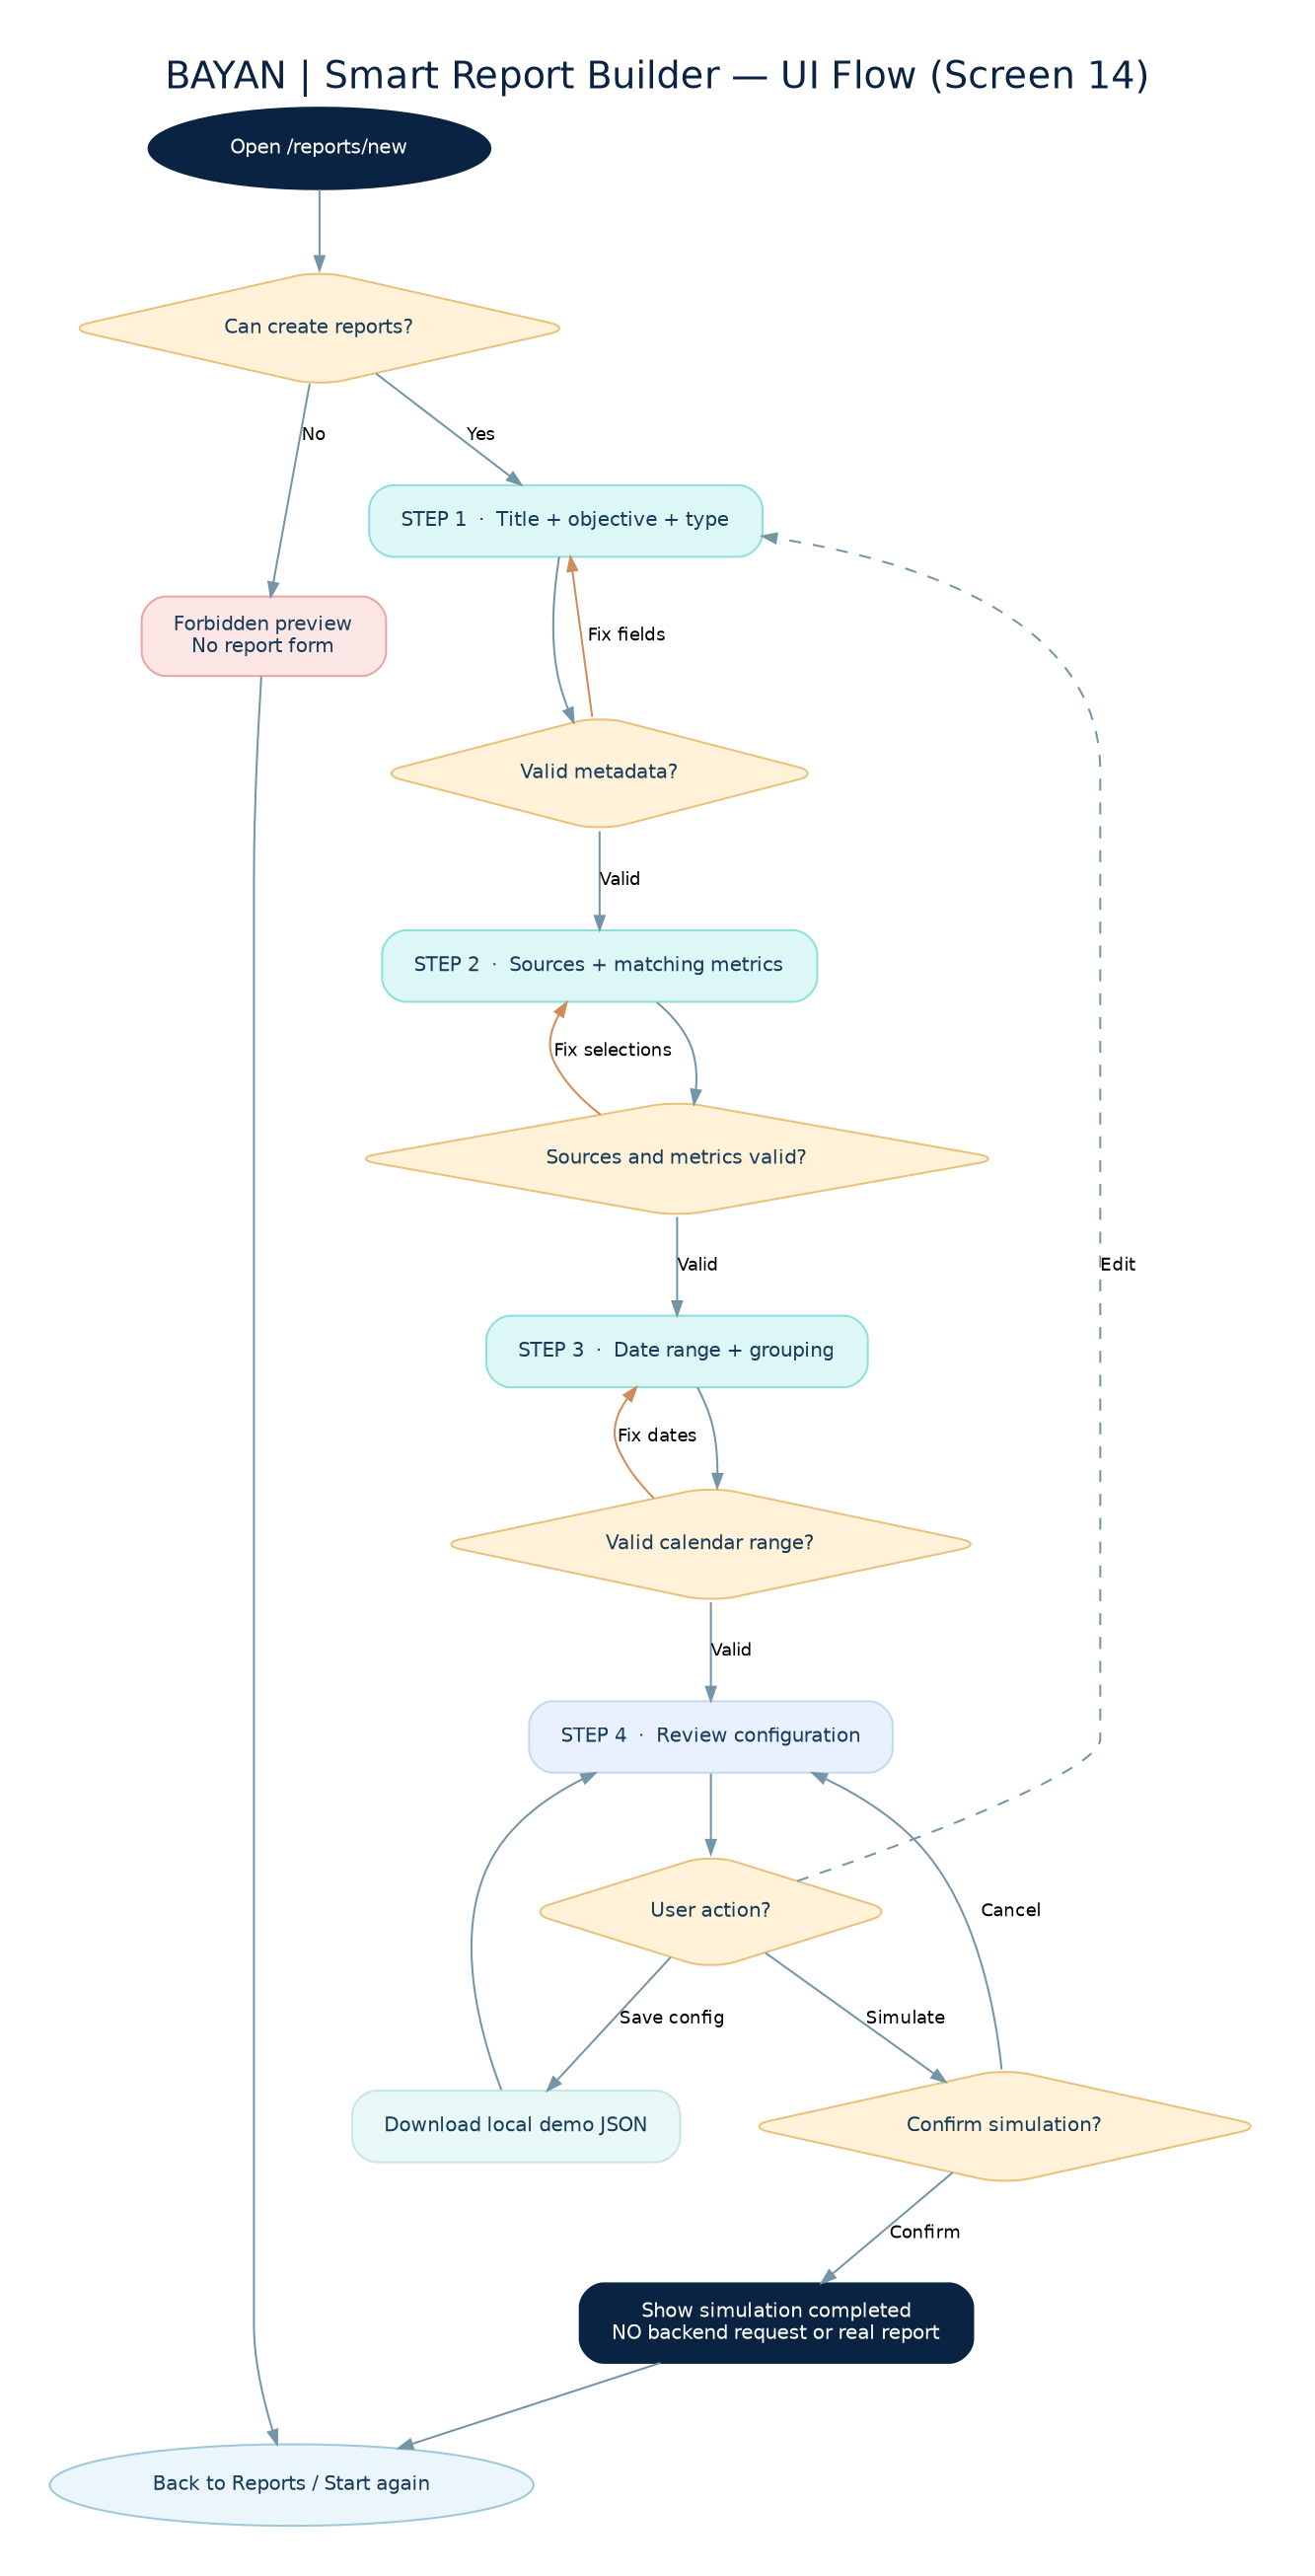 BAYAN | Smart Report Builder — UI Flow (Screen 14)
Open /reports/new
Can create reports?
No
Yes
STEP 1 · Title + objective + type
Forbidden preview
No report form
Fix fields
Valid metadata?
Valid
STEP 2 · Sources + matching metrics
Fix selections
Sources and metrics valid?
Valid
Edit
STEP 3 · Date range + grouping
Fix dates
Valid calendar range?
Valid
STEP 4 · Review configuration
User action?
Cancel
Save config
Simulate
Download local demo JSON
Confirm simulation?
Confirm
Show simulation completed
NO backend request or real report
Back to Reports / Start again